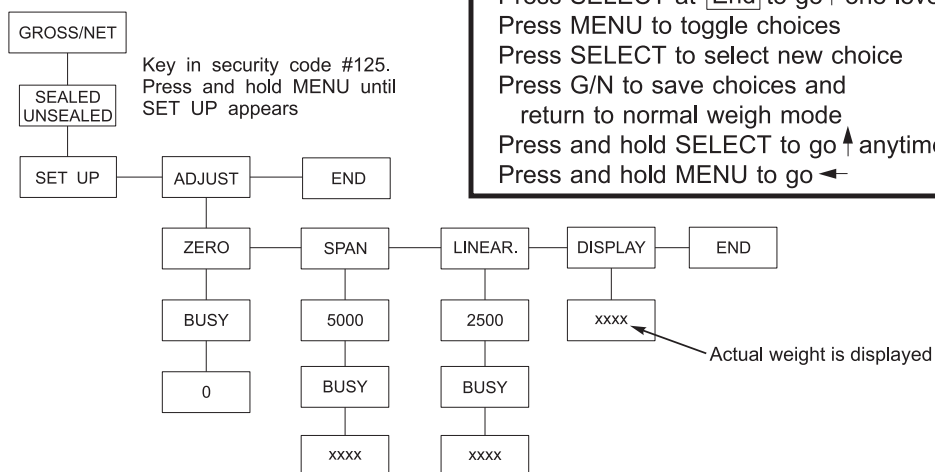 Press SELECT at End to go ↑ one leve
Press MENU to toggle choices
Press SELECT to select new choice
Press G/N to save choices and
return to normal weigh mode
Press and hold SELECT to go ↑ anytime
Press and hold MENU to go ←
GROSS/NET
Key in security code #125.
Press and hold MENU until
SET UP appears
SEALED
UNSEALED
SET UP ADJUST END
ZERO SPAN LINEAR. DISPLAY END
BUSY 5000 2500 xxxx
Actual weight is displayed
0 BUSY BUSY
xxxx xxxx